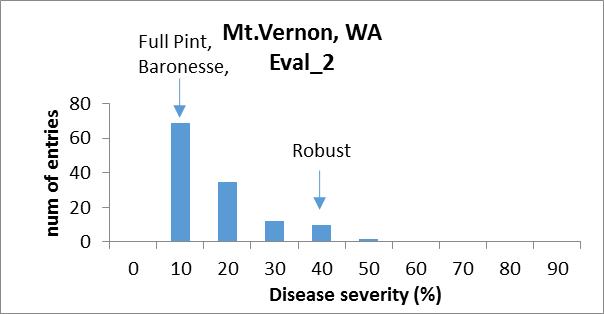 Mt.Vernon, WA
Eval_2
Full Pint,
Baronesse,
Robust
num of entries
80
60
40
20
0
0 10 20 30 40 50 60 70 80 90
Disease severity (%)